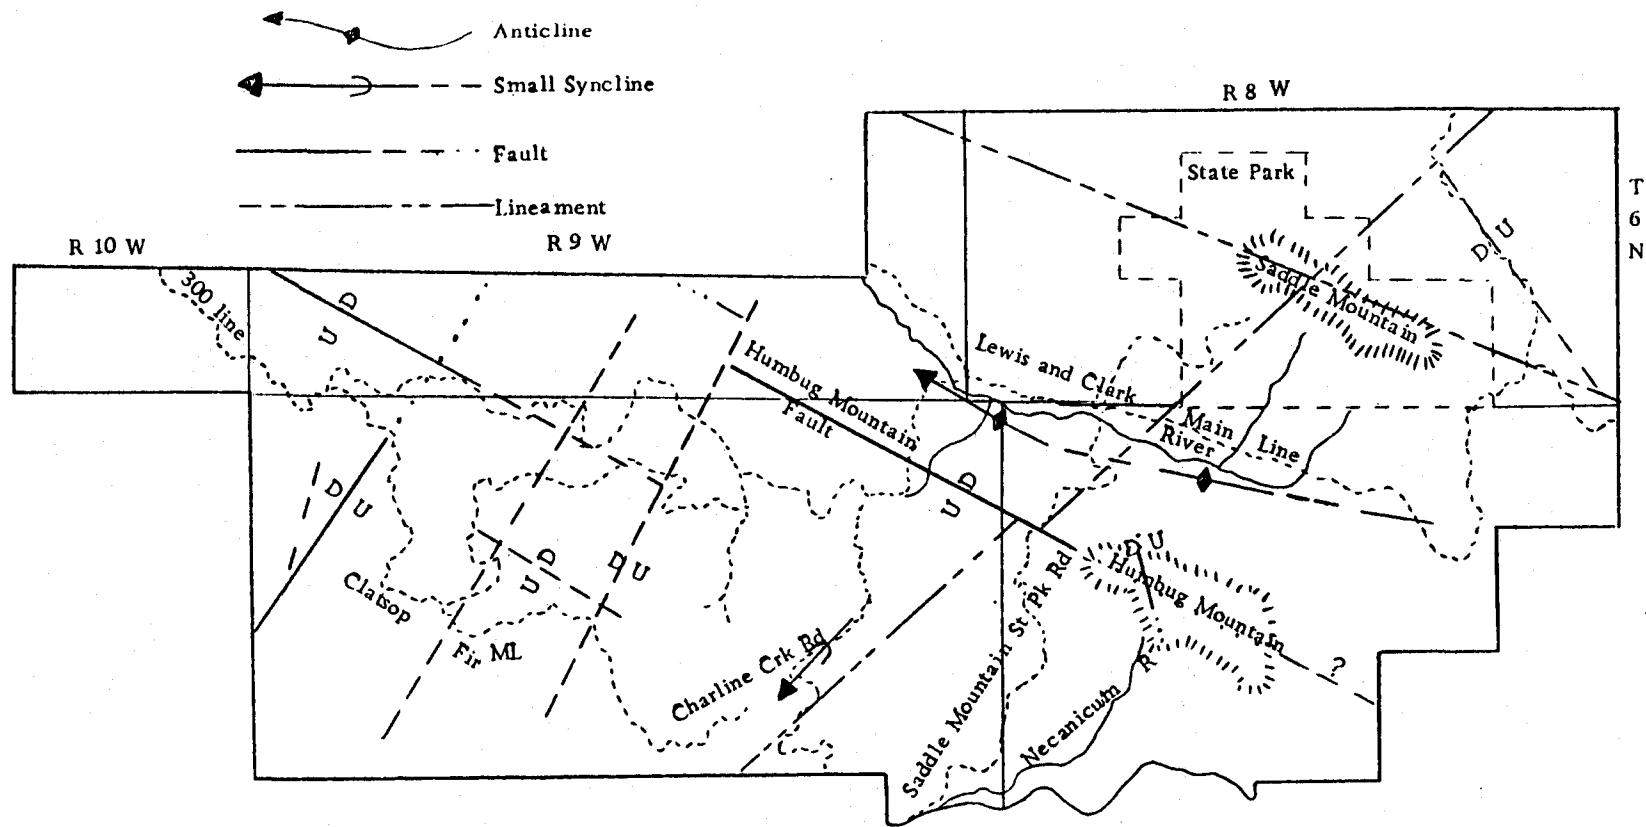 Anticline
Small Syncline
Fault
Lineament
R 8 W
T
6
N
State Park
R 10 W
R 9 W
300 line
D
U
D U
Saddle Mountain
Humbug Mountain
Fault
Lewis and Clark
Main Line
River
D
U
D
U
D
U
D U
D U
Humbug Mountain
?
Clatsop
Fir ML
Charline Crk Rd
Saddle Mountain St Pk Rd
Necanicum R
D U